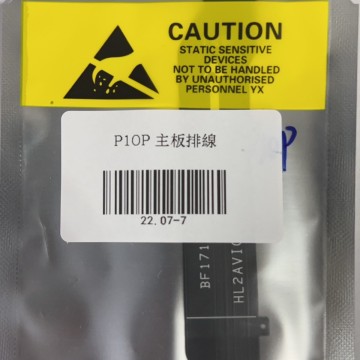 CAUTION
STATIC SENSITIVE
DEVICES
NOT TO BE HANDLED
BY UNAUTHORISED
PERSONNEL YX
P10P 主板排線
22.07-7
BF171
HL2AVI